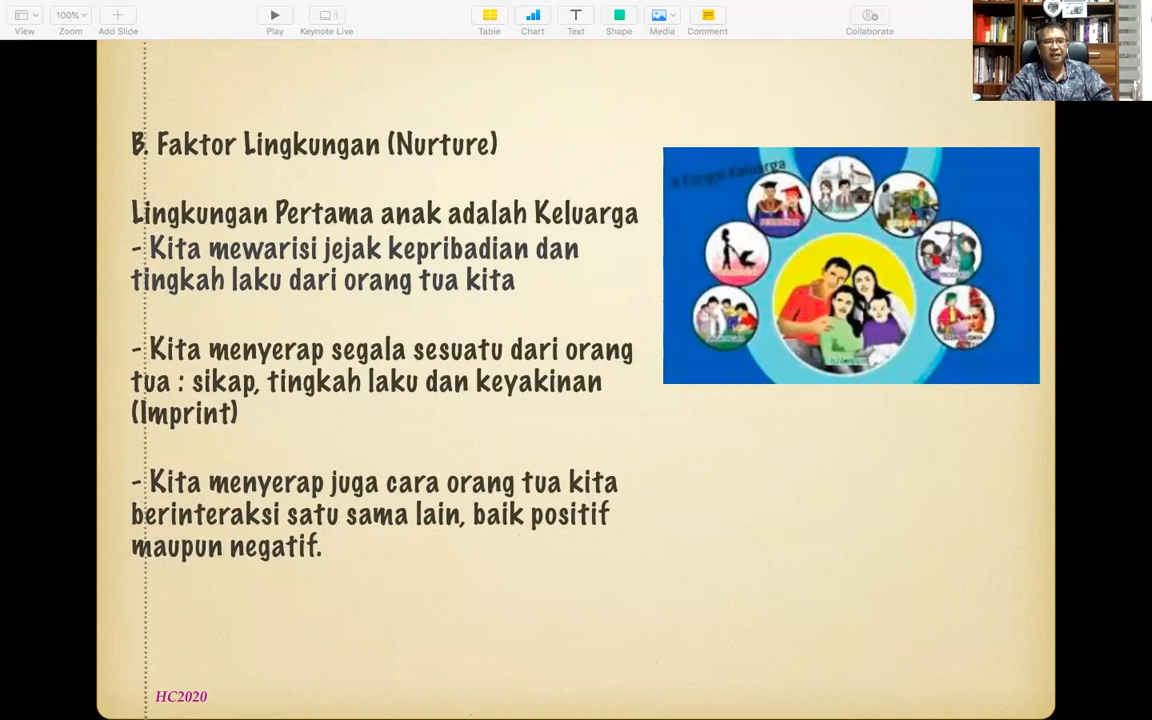 View
100%
Zoom
Add Slide
Play
Keynote Live
Table
Chart
Text
Shape
Media
Comment
Collaborate
B. Faktor Lingkungan (Nurture)
Lingkungan Pertama anak adalah Keluarga
- Kita mewarisi jejak kepribadian dan
tingkah laku dari orang tua kita
- Kita menyerap segala sesuatu dari orang
tua : sikap, tingkah laku dan keyakinan
(Imprint)
- Kita menyerap juga cara orang tua kita
berinteraksi satu sama lain, baik positif
maupun negatif.
Fungsi Keluarga
HC2020